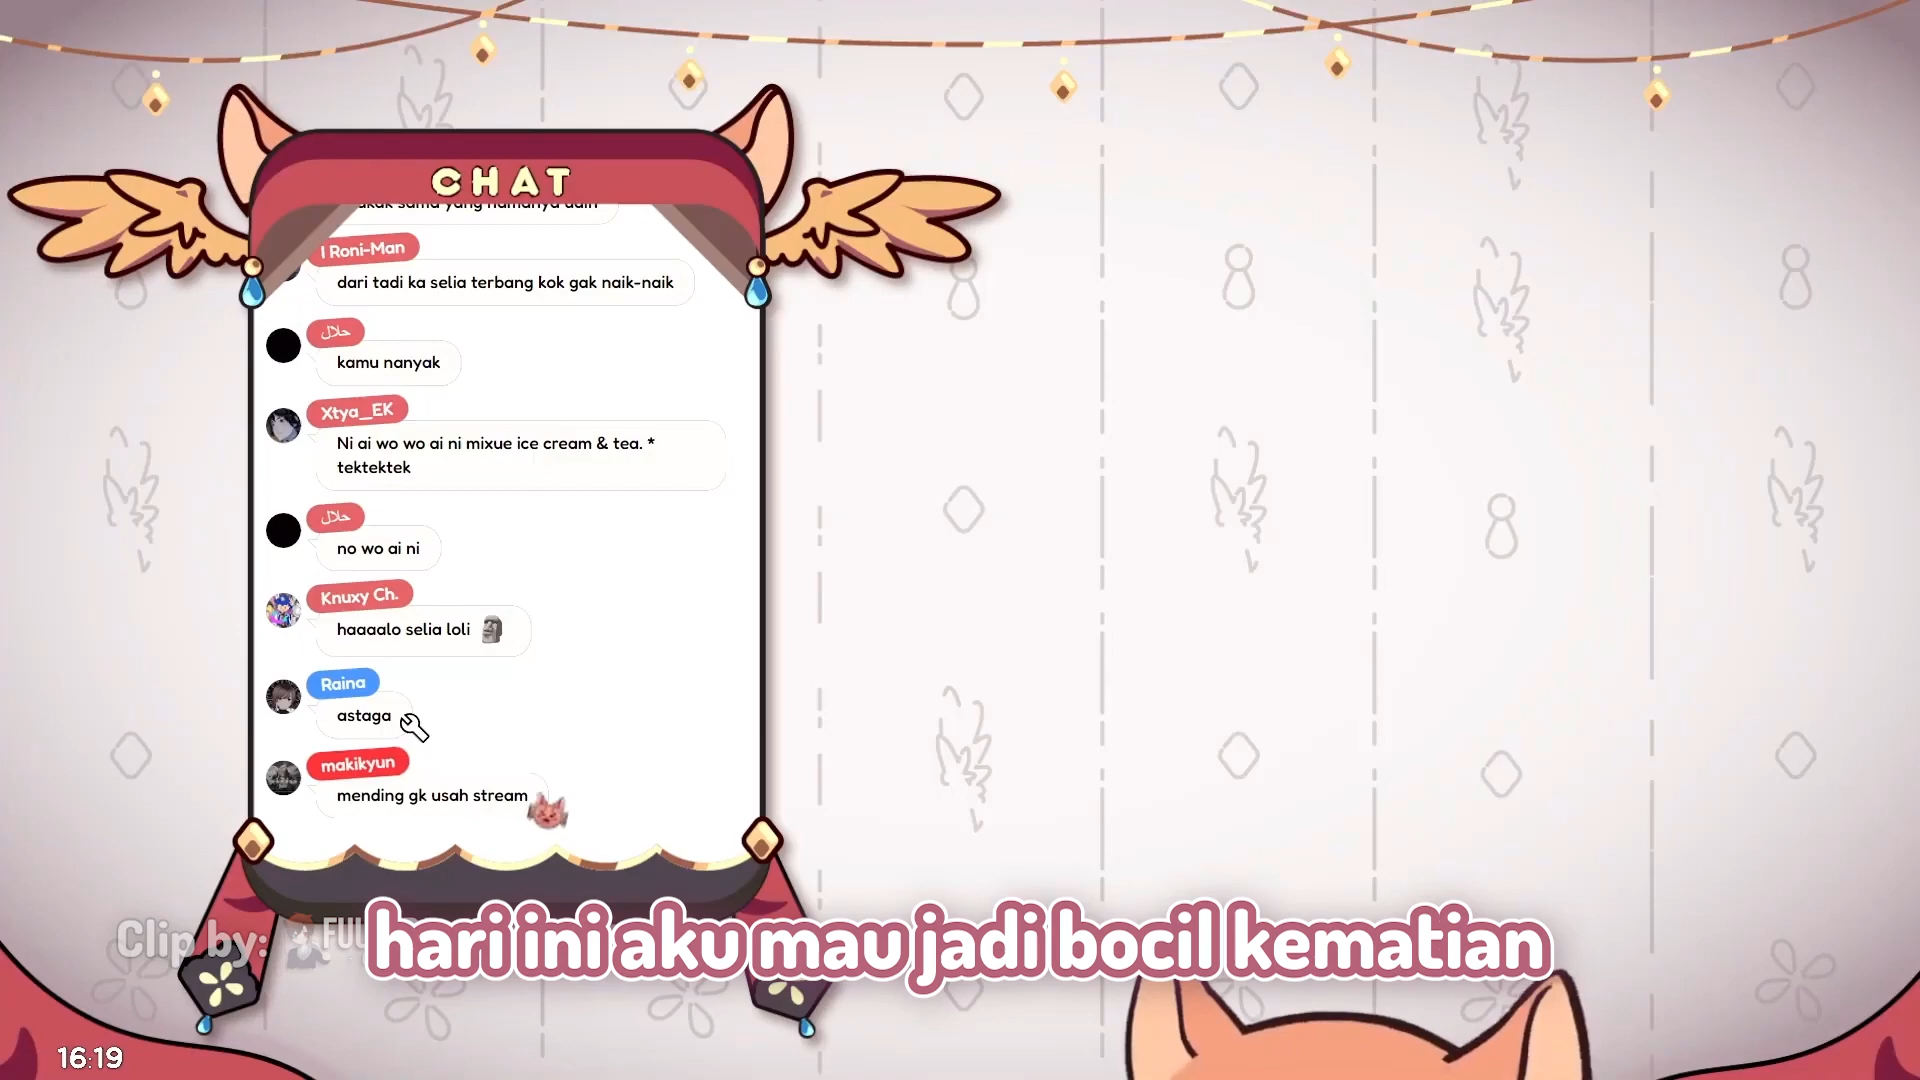 CHAT
I Roni-Man
dari tadi ka selia terbang kok gak naik-naik
حلال
kamu nanyak
Xtya_EK
Ni ai wo wo ai ni mixue ice cream & tea. *
tektektek
حلال
no wo ai ni
Knuxy Ch.
haaaalo selia loli
Raina
astaga
makikyun
mending gk usah stream
Clip by:
hari ini aku mau jadi bocil kematian
16:19